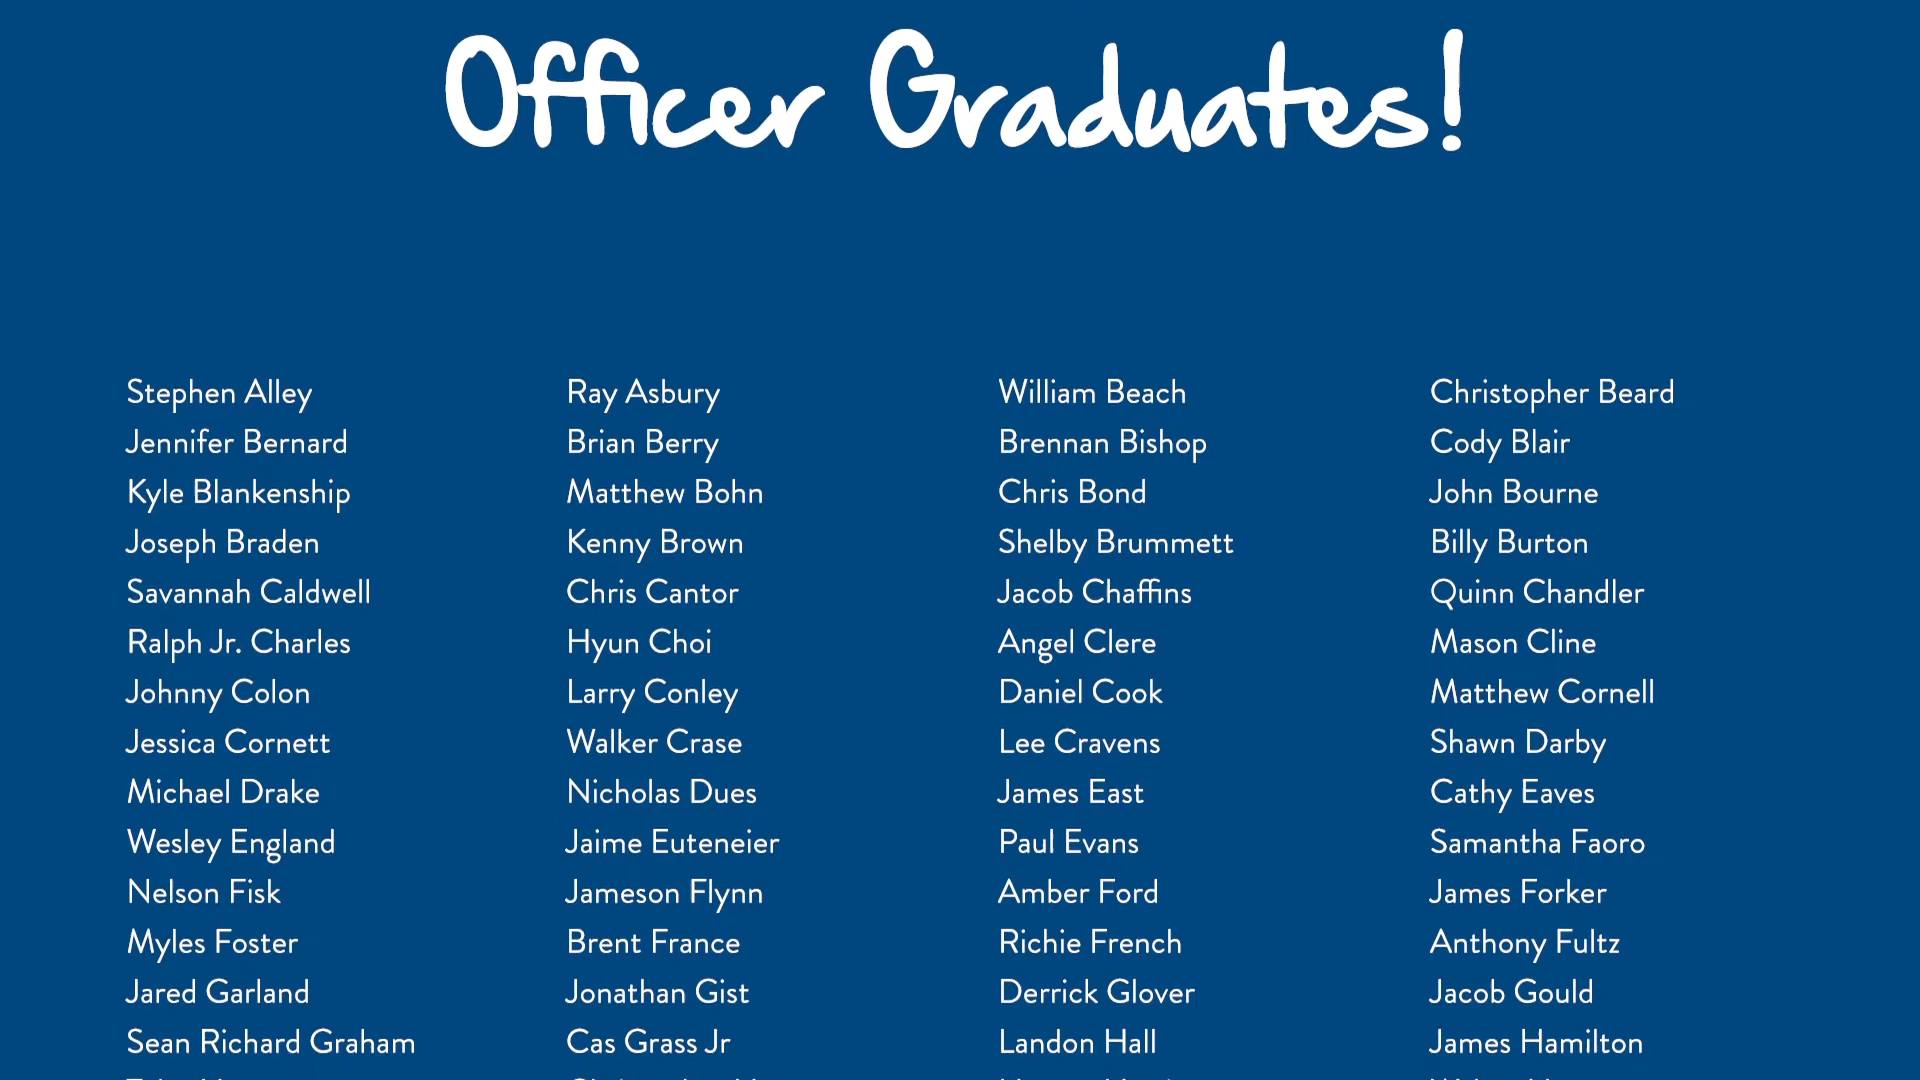 Officer Graduates!
Stephen Alley Ray Asbury William Beach Christopher Beard
Jennifer Bernard Brian Berry Brennan Bishop Cody Blair
Kyle Blankenship Matthew Bohn Chris Bond John Bourne
Joseph Braden Kenny Brown Shelby Brummett Billy Burton
Savannah Caldwell Chris Cantor Jacob Chaffins Quinn Chandler
Ralph Jr. Charles Hyun Choi Angel Clere Mason Cline
Johnny Colon Larry Conley Daniel Cook Matthew Cornell
Jessica Cornett Walker Crase Lee Cravens Shawn Darby
Michael Drake Nicholas Dues James East Cathy Eaves
Wesley England Jaime Euteneier Paul Evans Samantha Faoro
Nelson Fisk Jameson Flynn Amber Ford James Forker
Myles Foster Brent France Richie French Anthony Fultz
Jared Garland Jonathan Gist Derrick Glover Jacob Gould
Sean Richard Graham Cas Grass Jr Landon Hall James Hamilton